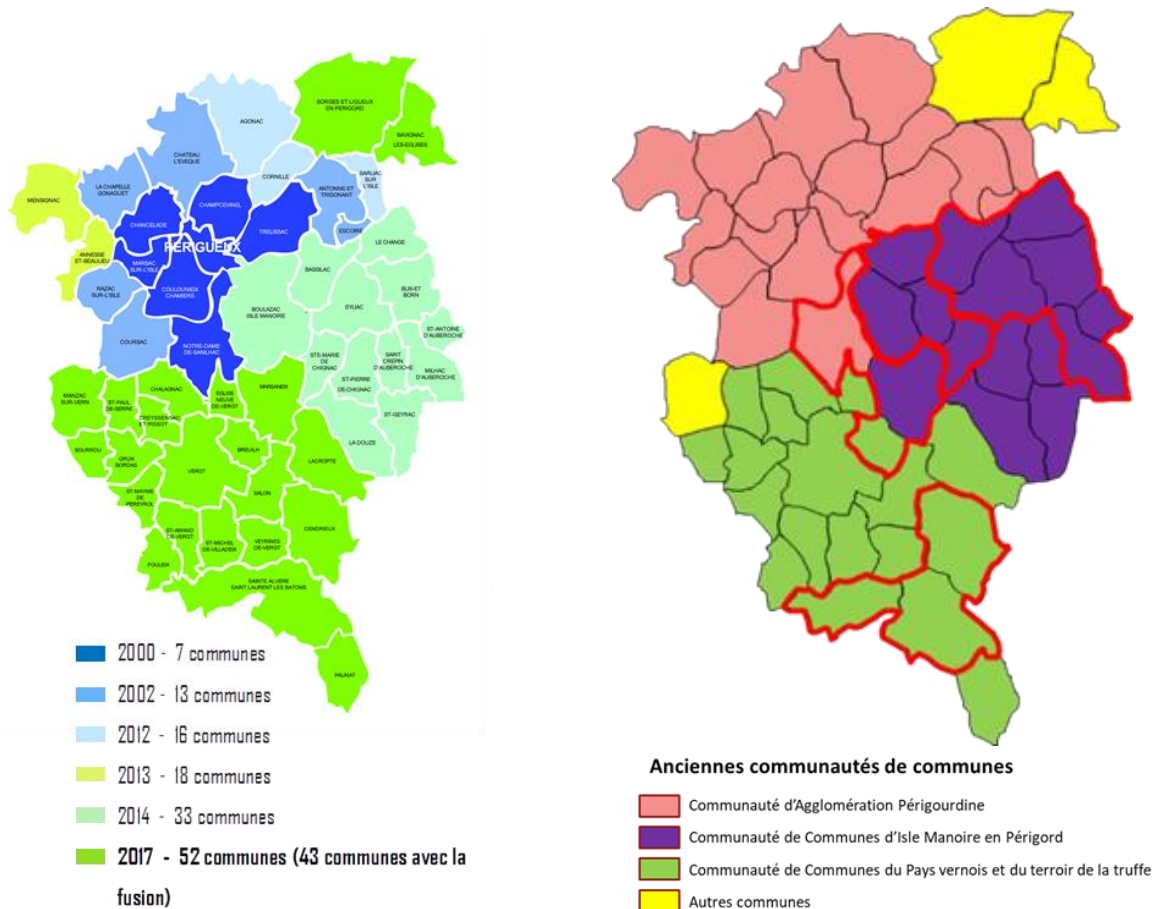 SORGES ET LIGUEUX
EN PERIGORD
AGONAC
SAVIGNAC
LES-EGLISES
CHATEAU
L'EVEQUE
CORNILLE
SARLIAC
SUR
L'ISLE
MENSIGNAC
LA CHAPELLE
GONAGUET
ANTONNE-ET
TRIGONANT
CHAMPCEVINEL
CHANCELADE
TRELISSAC
ESCOIRE
PÉRIGUEUX
LE CHANGE
ANNESSE
ET-BEAULIEU
MARSAC
SUR-L'ISLE
BASSILLAC
RAZAC
SUR-L'ISLE
COULOUNIEIX
CHAMIERS
BLIS-ET
BORN
BOULAZAC
ISLE MANOIRE
EYLIAC
ST-ANTOINE
D'AUBEROCHE
COURSAC
NOTRE-DAME
DE-SANILHAC
STE-MARIE
DE
CHIGNAC
SAINT
CREPIN
D'AUBEROCHE
MILHAC
D'AUBEROCHE
ST-PIERRE
DE-CHIGNAC
MANZAC
SUR-VERN
ST-PAUL
DE-SERRE
CHALAGNAC
EGLISE
NEUVE
DE-VERGT
MARSANEIX
ST-GEYRAC
CREYSSENSAC
ET PISSOT
LA DOUZE
BOURROU
GRUN
BORDAS
BREUILH
LACROPTE
VERGT
ST-MAYME
DE
PEREYROL
SALON
ST-AMAND
DE-VERGT
ST-MICHEL
DE-VILLADEIX
VEYRINES
DE-VERGT
CENDRIEUX
FOULEIX
SAINTE ALVERE
SAINT LAURENT LES BATONS
PAUNAT
2000 - 7 communes
2002 - 13 communes
2012 - 16 communes
2013 - 18 communes
2014 - 33 communes
2017 - 52 communes (43 communes avec la
fusion)
Anciennes communautés de communes
Communauté d'Agglomération Périgourdine
Communauté de Communes d'Isle Manoire en Périgord
Communauté de Communes du Pays vernois et du terroir de la truffe
Autres communes